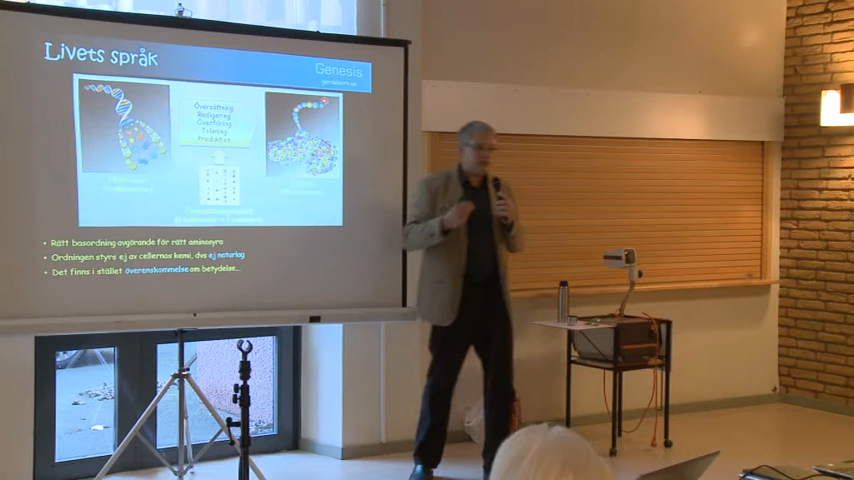 Livets språk
Genesis
Översättning
Redigering
Överföring
Tolkning
Produktion
• Rätt basordning avgörande för rätt aminosyra
• Ordningen styrs ej av cellernas kemi, dvs ej naturlag
• Det finns i stället överenskommelse om betydelse...